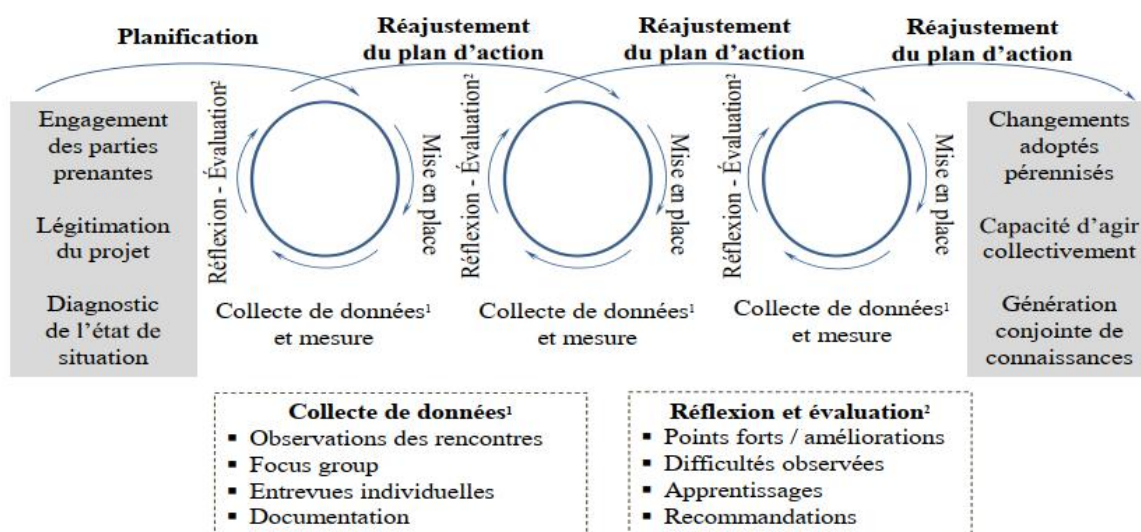 Planification
Réajustement
du plan d’action
Réajustement
du plan d’action
Réajustement
du plan d’action
Engagement
des parties
prenantes
Légitimation
du projet
Diagnostic
de l’état de
situation
Réflexion - Évaluation²
Mise en place
Collecte de données¹
et mesure
Réflexion - Évaluation²
Mise en place
Collecte de données¹
et mesure
Réflexion - Évaluation²
Mise en place
Collecte de données¹
et mesure
Changements
adoptés
pérennisés
Capacité d’agir
collectivement
Génération
conjointe de
connaissances
Collecte de données¹
▪ Observations des rencontres
▪ Focus group
▪ Entrevues individuelles
▪ Documentation
Réflexion et évaluation²
▪ Points forts / améliorations
▪ Difficultés observées
▪ Apprentissages
▪ Recommandations